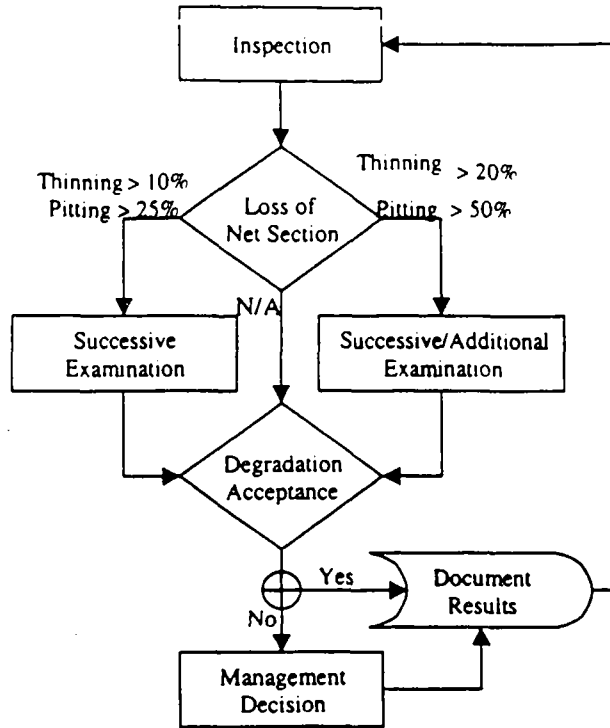 Inspection
Thinning > 10%
Pitting > 25%
Loss of
Net Section
Thinning > 20%
Pitting > 50%
N/A
Successive
Examination
Successive/Additional
Examination
Degradation
Acceptance
Yes
No
Document
Results
Management
Decision